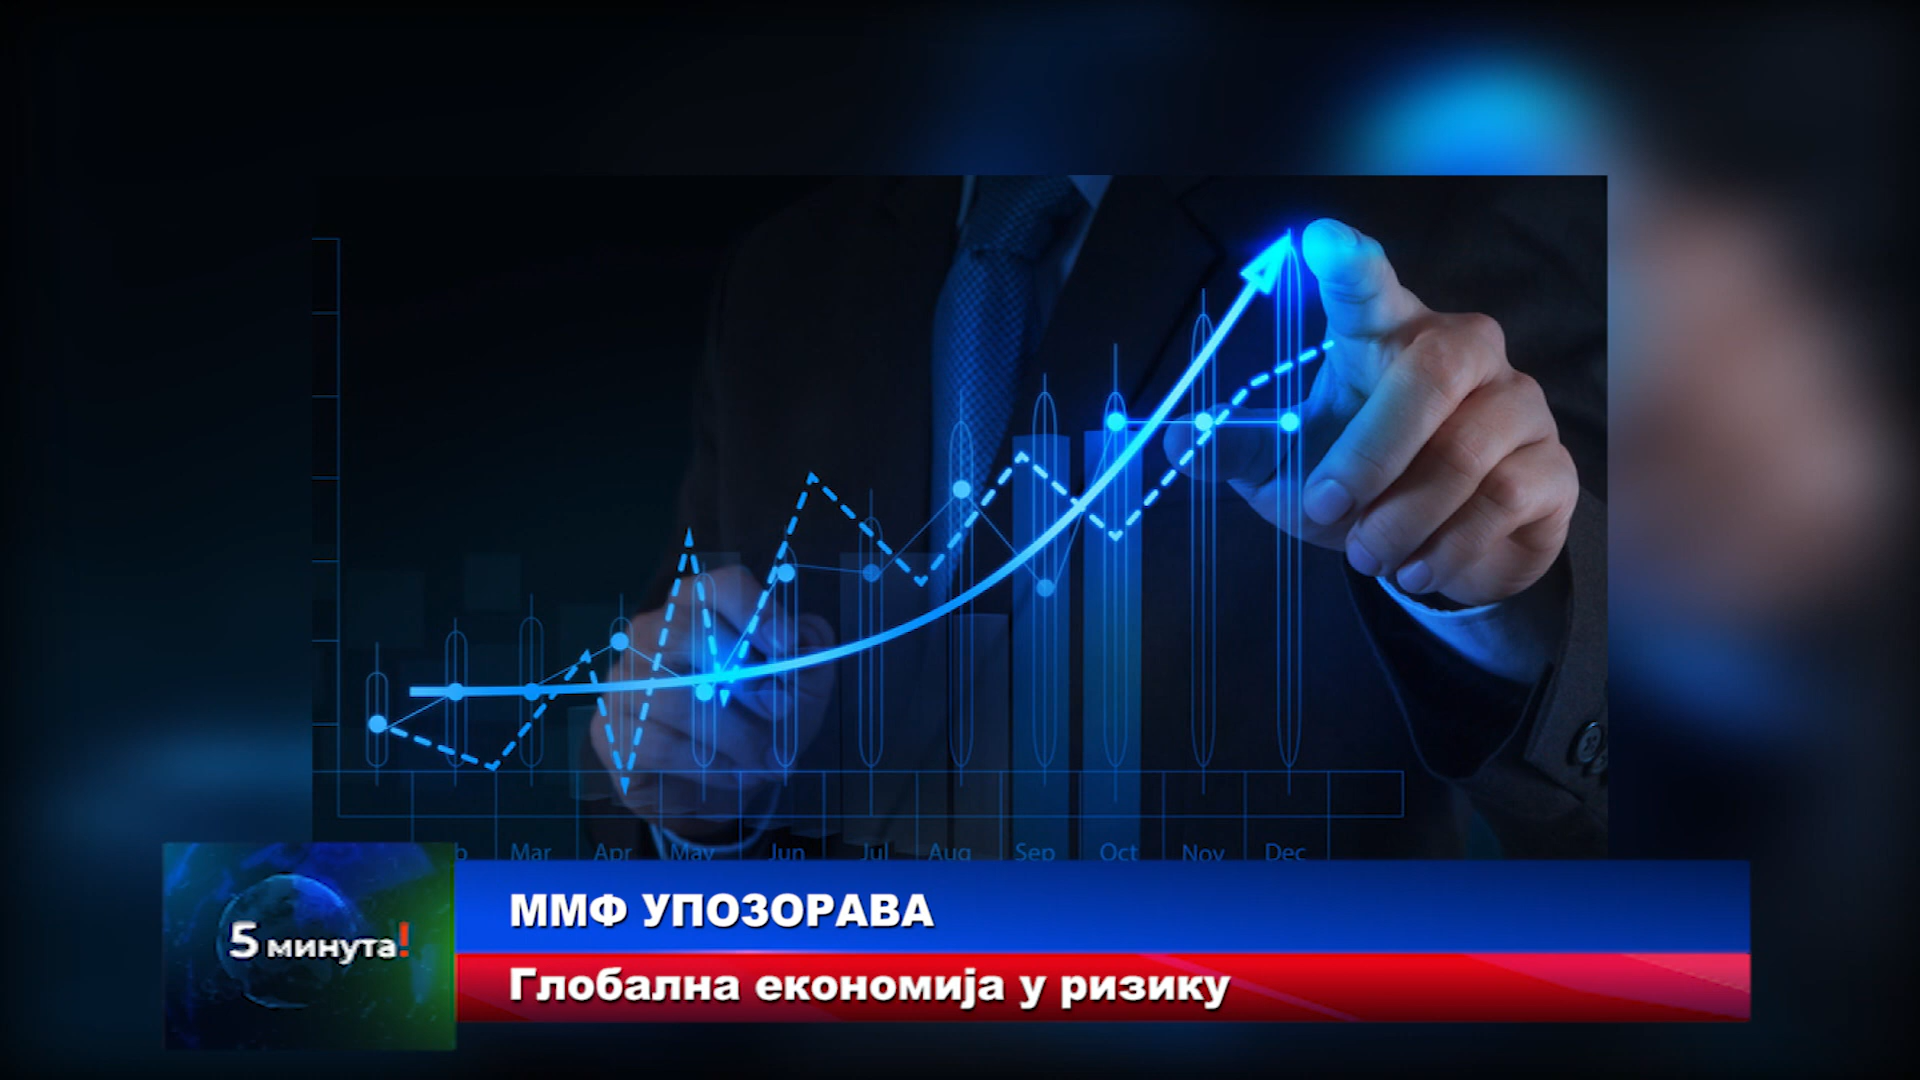 Mar Apr May Jun Jul Aug Sep Oct Nov Dec
ММФ УПОЗОРАВА
5 минута!
Глобална економија у ризику